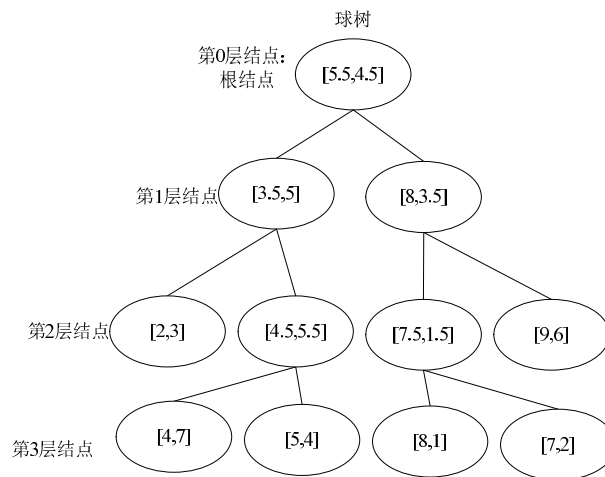 球树
第0层结点：
根结点
[5.5,4.5]
第1层结点
[3.5,5]
[8,3.5]
第2层结点
[2,3]
[4.5,5.5]
[7.5,1.5]
[9,6]
第3层结点
[4,7]
[5,4]
[8,1]
[7,2]